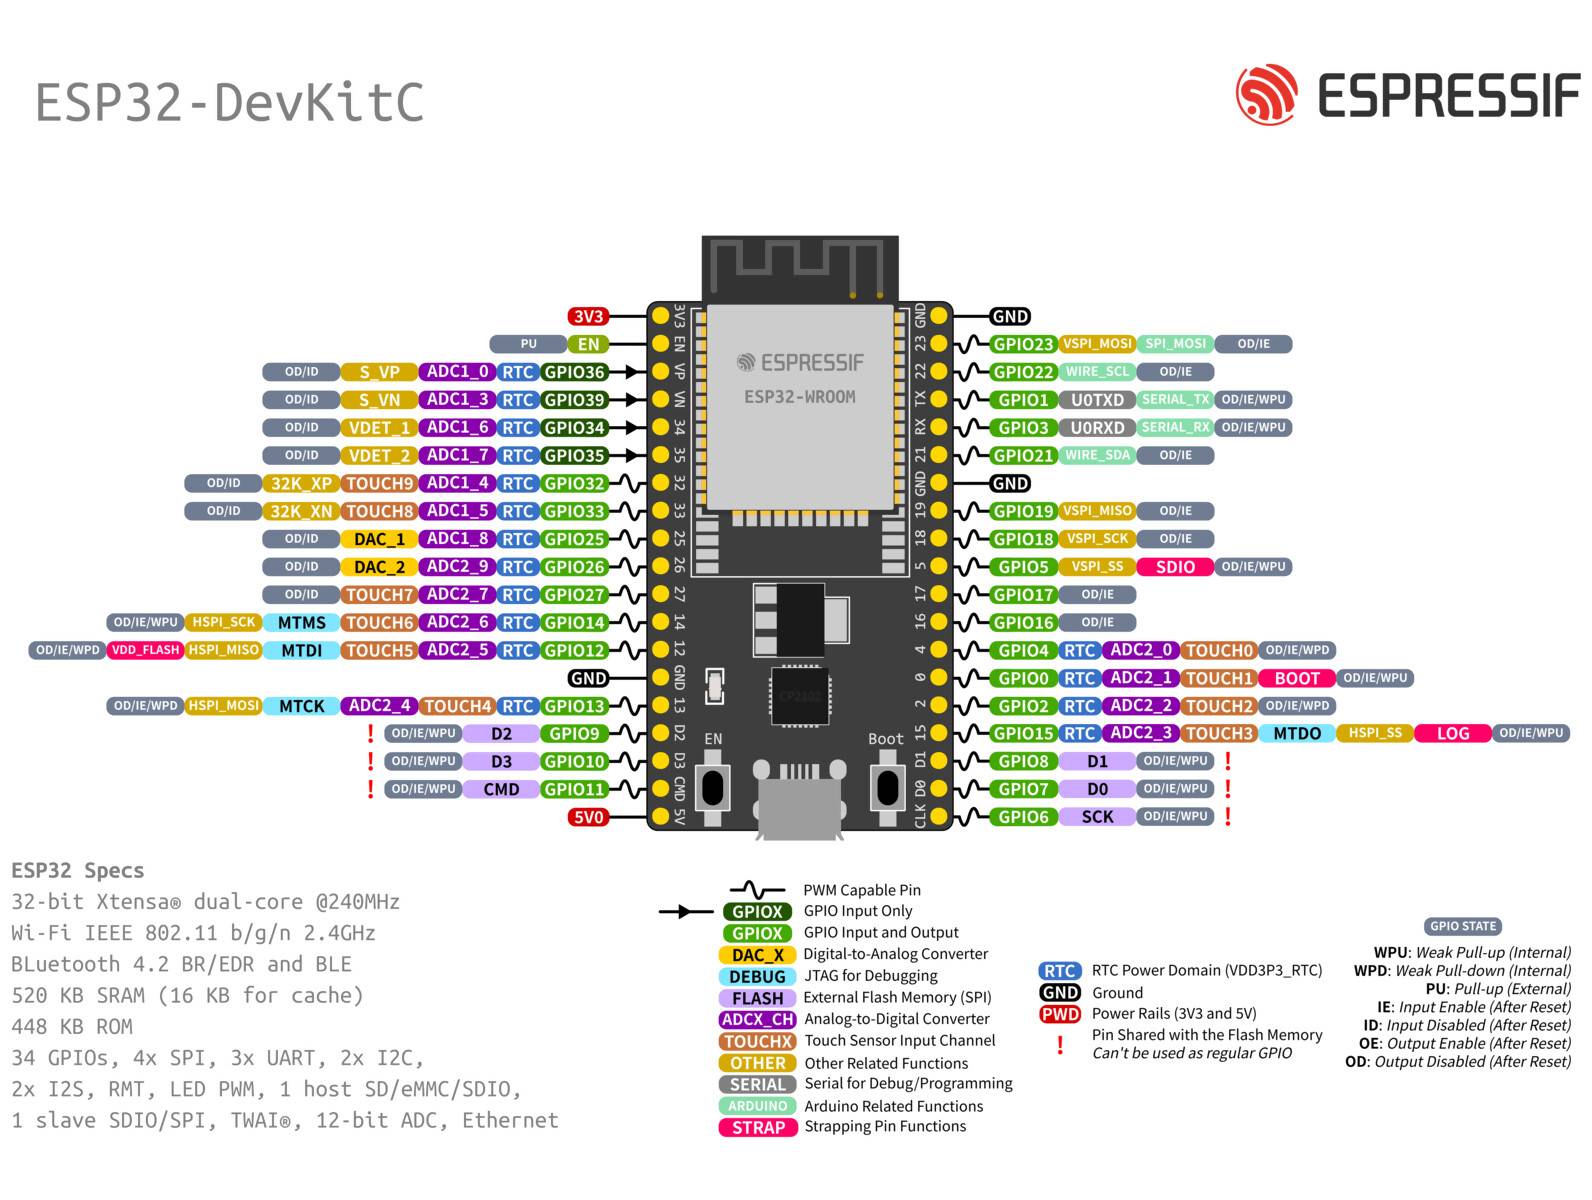 ESP32-DevKitC
ESPRESSIF
3V3 3V3 GND GND
PU EN EN 23 GPIO23 VSPI_MOSI SPI_MOSI OD/IE
OD/ID S_VP ADC1_0 RTC GPIO36 VP 22 GPIO22 WIRE_SCL OD/IE
OD/ID S_VN ADC1_3 RTC GPIO39 VN TX GPIO1 U0TXD SERIAL_TX OD/IE/WPU
OD/ID VDET_1 ADC1_6 RTC GPIO34 34 RX GPIO3 U0RXD SERIAL_RX OD/IE/WPU
OD/ID VDET_2 ADC1_7 RTC GPIO35 35 21 GPIO21 WIRE_SDA OD/IE
OD/ID 32K_XP TOUCH9 ADC1_4 RTC GPIO32 32 GND GND
OD/ID 32K_XN TOUCH8 ADC1_5 RTC GPIO33 33 19 GPIO19 VSPI_MISO OD/IE
OD/ID DAC_1 ADC1_8 RTC GPIO25 25 18 GPIO18 VSPI_SCK OD/IE
OD/ID DAC_2 ADC2_9 RTC GPIO26 26 5 GPIO5 VSPI_SS SDIO OD/IE/WPU
OD/ID TOUCH7 ADC2_7 RTC GPIO27 27 17 GPIO17 OD/IE
OD/IE/WPU HSPI_SCK MTMS TOUCH6 ADC2_6 RTC GPIO14 14 16 GPIO16 OD/IE
OD/IE/WPD VDD_FLASH HSPI_MISO MTDI TOUCH5 ADC2_5 RTC GPIO12 12 4 GPIO4 RTC ADC2_0 TOUCH0 OD/IE/WPD
GND GND 0 GPIO0 RTC ADC2_1 TOUCH1 BOOT OD/IE/WPU
OD/IE/WPD HSPI_MOSI MTCK ADC2_4 TOUCH4 RTC GPIO13 13 2 GPIO2 RTC ADC2_2 TOUCH2 OD/IE/WPD
! OD/IE/WPU D2 GPIO9 D2 15 GPIO15 RTC ADC2_3 TOUCH3 MTDO HSPI_SS LOG OD/IE/WPU
! OD/IE/WPU D3 GPIO10 D3 D1 GPIO8 D1 OD/IE/WPU !
! OD/IE/WPU CMD GPIO11 CMD D0 GPIO7 D0 OD/IE/WPU !
5V0 5V CLK GPIO6 SCK OD/IE/WPU !
ESPRESSIF
ESP32-WROOM
CP2102
EN Boot
ESP32 Specs
32-bit Xtensa® dual-core @240MHz
Wi-Fi IEEE 802.11 b/g/n 2.4GHz
BLuetooth 4.2 BR/EDR and BLE
520 KB SRAM (16 KB for cache)
448 KB ROM
34 GPIOs, 4x SPI, 3x UART, 2x I2C,
2x I2S, RMT, LED PWM, 1 host SD/eMMC/SDIO,
1 slave SDIO/SPI, TWAI®, 12-bit ADC, Ethernet
PWM Capable Pin
GPIOX GPIO Input Only
GPIOX GPIO Input and Output
DAC_X Digital-to-Analog Converter
DEBUG JTAG for Debugging
FLASH External Flash Memory (SPI)
ADCX_CH Analog-to-Digital Converter
TOUCHX Touch Sensor Input Channel
OTHER Other Related Functions
SERIAL Serial for Debug/Programming
ARDUINO Arduino Related Functions
STRAP Strapping Pin Functions
RTC RTC Power Domain (VDD3P3_RTC)
GND Ground
PWD Power Rails (3V3 and 5V)
! Pin Shared with the Flash Memory
Can't be used as regular GPIO
GPIO STATE
WPU: Weak Pull-up (Internal)
WPD: Weak Pull-down (Internal)
PU: Pull-up (External)
IE: Input Enable (After Reset)
ID: Input Disabled (After Reset)
OE: Output Enable (After Reset)
OD: Output Disabled (After Reset)